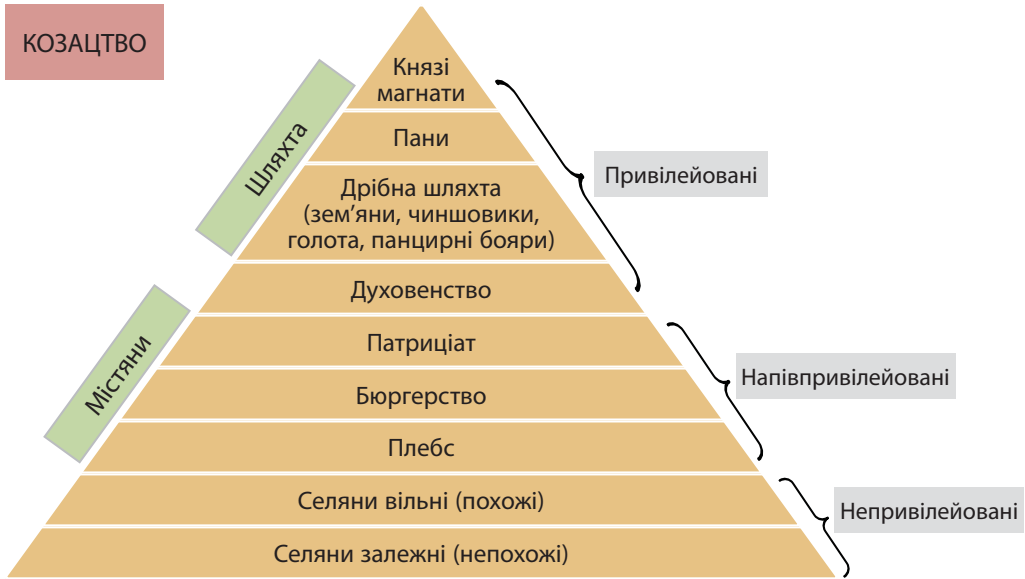 КОЗАЦТВО
Князі
магнати
Шляхта
Пани
Привілейовані
Дрібна шляхта
(зем’яни, чиншовики,
голота, панцирні бояри)
Духовенство
Патриціат
Містяни
Напівпривілейовані
Бюргерство
Плебс
Селяни вільні (похожі)
Непривілейовані
Селяни залежні (непохожі)